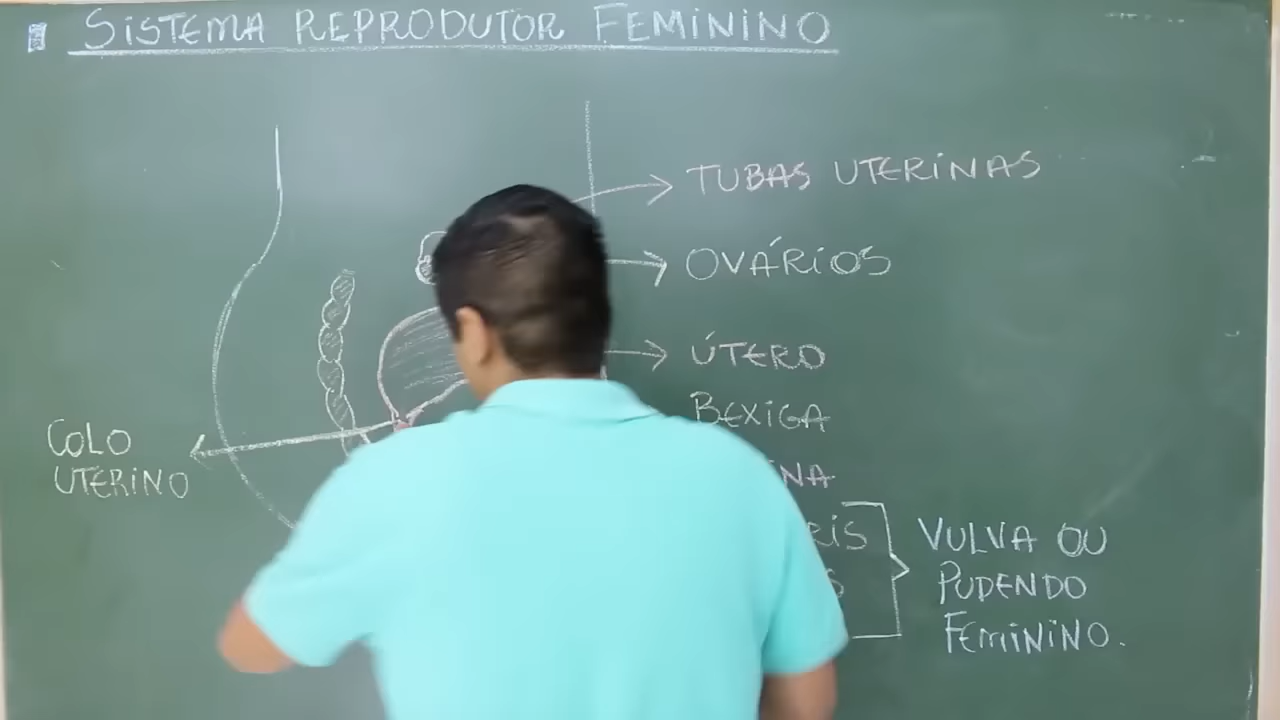 SISTEMA REPRODUTOR FEMININO
TUBAS UTERINAS
OVÁRIOS
ÚTERO
BEXIGA
COLO
UTERINO
VULVA OU
PUDENDO
FEMININO.